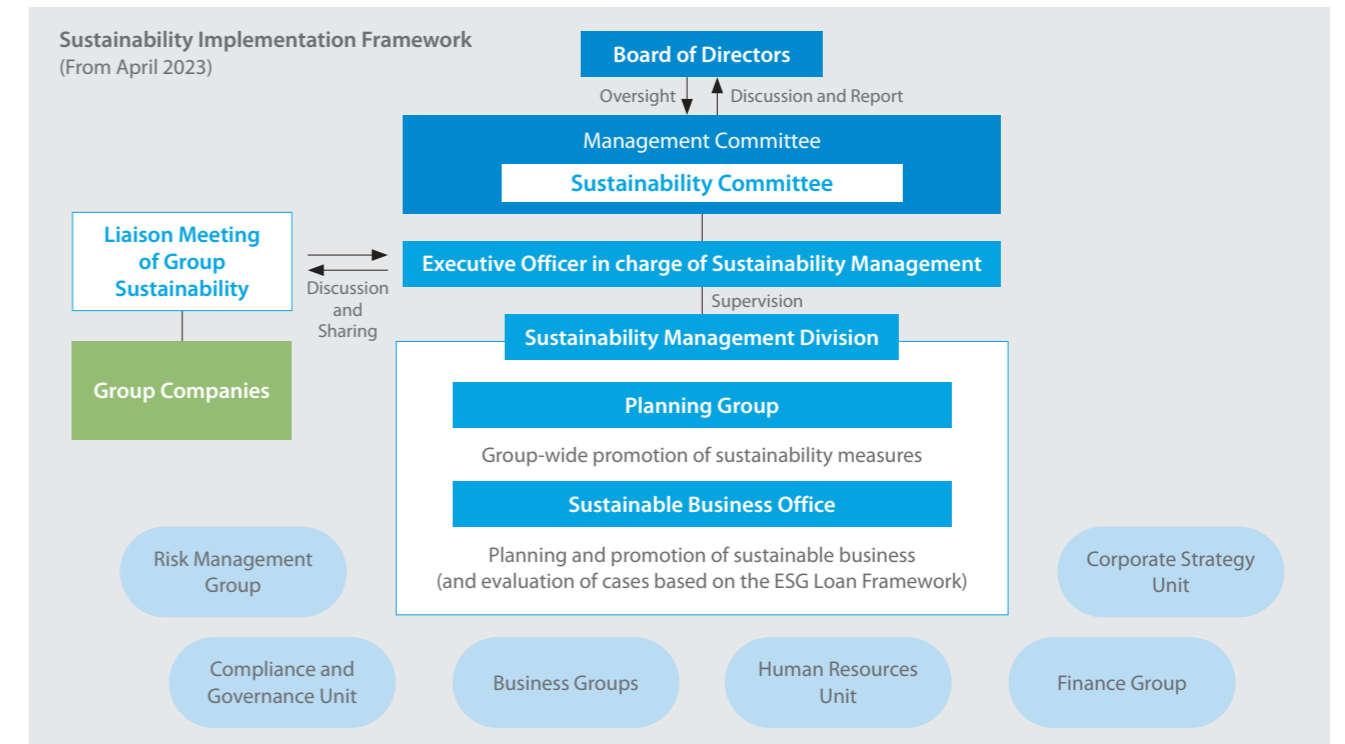 Sustainability Implementation Framework
(From April 2023)
Board of Directors
Oversight
Discussion and Report
Management Committee
Sustainability Committee
Liaison Meeting
of Group
Sustainability
Discussion
and
Sharing
Executive Officer in charge of Sustainability Management
Supervision
Group Companies
Sustainability Management Division
Planning Group
Group-wide promotion of sustainability measures
Sustainable Business Office
Planning and promotion of sustainable business
(and evaluation of cases based on the ESG Loan Framework)
Risk Management
Group
Corporate Strategy
Unit
Compliance and
Governance Unit
Business Groups
Human Resources
Unit
Finance Group